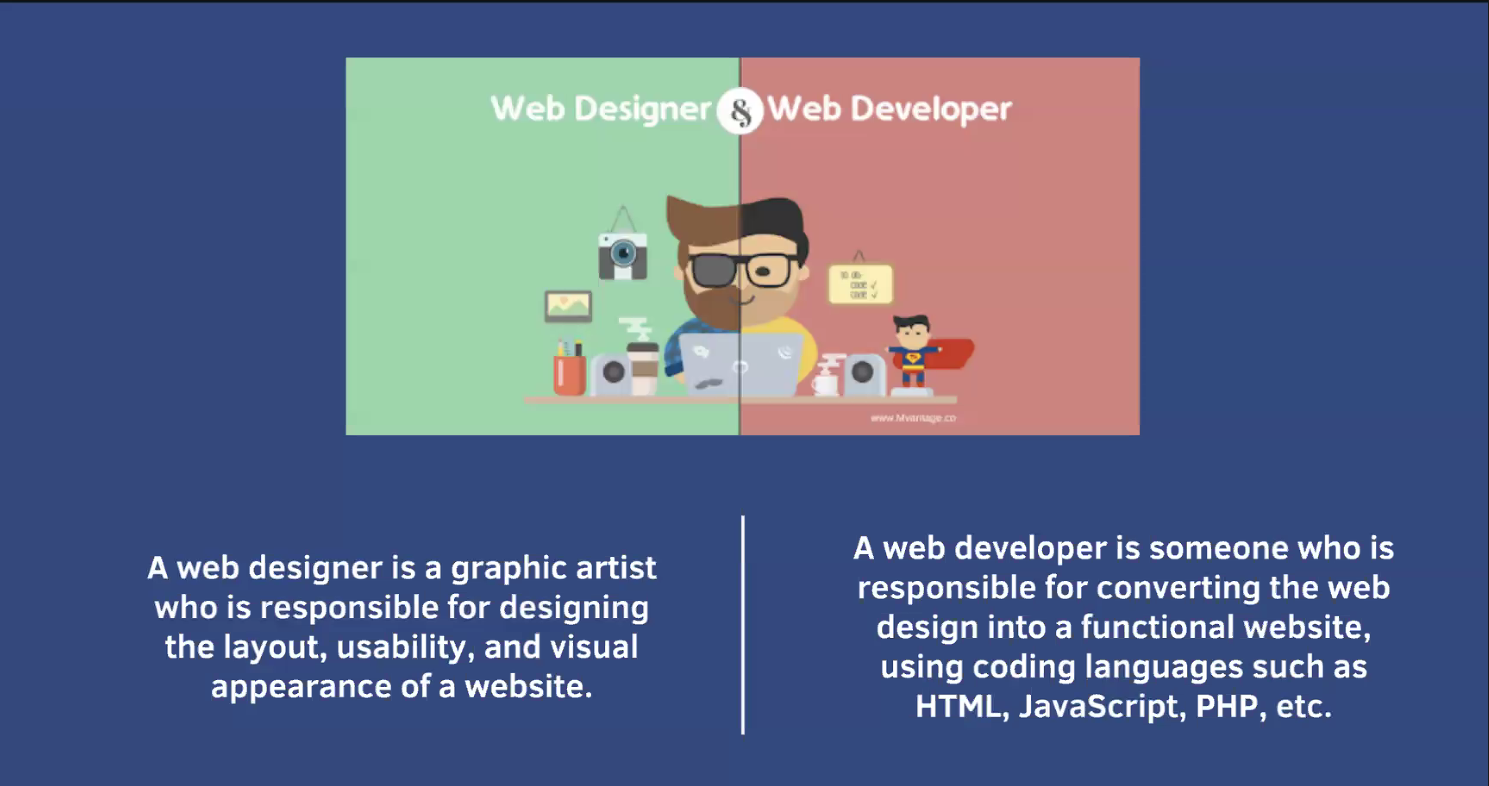 Web Designer & Web Developer
TO DO:
CODE ✓
CODE ✓
www.Mvantage.co
A web designer is a graphic artist
who is responsible for designing
the layout, usability, and visual
appearance of a website.
A web developer is someone who is
responsible for converting the web
design into a functional website,
using coding languages such as
HTML, JavaScript, PHP, etc.